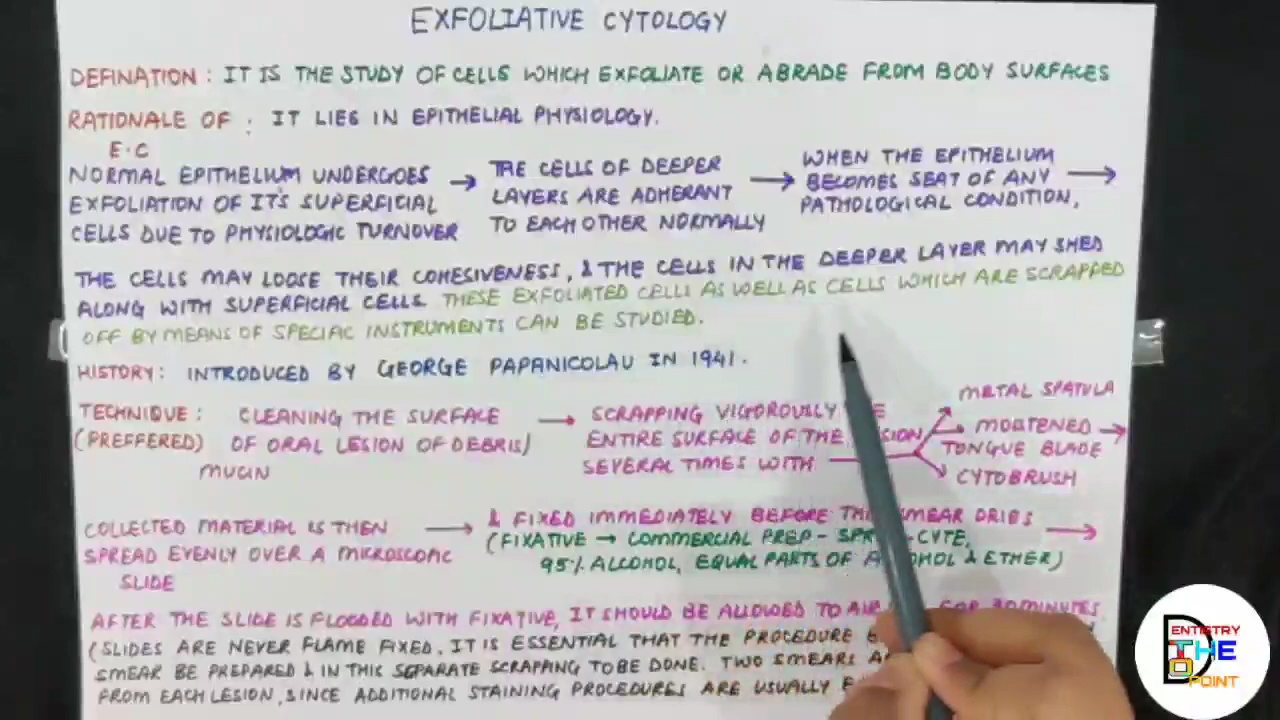 EXFOLIATIVE CYTOLOGY
DEFINATION : IT IS THE STUDY OF CELLS WHICH EXFOLIATE OR ABRADE FROM BODY SURFACES
RATIONALE OF : IT LIES IN EPITHELIAL PHYSIOLOGY.
E.C
NORMAL EPITHELIUM UNDERGOES → THE CELLS OF DEEPER → WHEN THE EPITHELIUM →
EXFOLIATION OF IT'S SUPERFICIAL LAYERS ARE ADHERANT BECOMES SEAT OF ANY
CELLS DUE TO PHYSIOLOGIC TURNOVER TO EACH OTHER NORMALLY PATHOLOGICAL CONDITION,
THE CELLS MAY LOOSE THEIR COHESIVENESS, & THE CELLS IN THE DEEPER LAYER MAY SHED
ALONG WITH SUPERFICIAL CELLS THESE EXFOLIATED CELLS AS WELL AS CELLS WHICH ARE SCRAPPED
OFF BY MEANS OF SPECIAL INSTRUMENTS CAN BE STUDIED.
HISTORY: INTRODUCED BY GEORGE PAPANICOLAU IN 1941.
TECHNIQUE : CLEANING THE SURFACE → SCRAPPING VIGOROUSLY METAL SPATULA
(PREFFERED) OF ORAL LESION OF DEBRIS/ ENTIRE SURFACE OF THE MOISTENED →
MUCIN SEVERAL TIMES WITH TONGUE BLADE
CYTOBRUSH
COLLECTED MATERIAL IS THEN → & FIXED IMMEDIATELY BEFORE THE SMEAR DRIES →
SPREAD EVENLY OVER A MICROSCOPIC (FIXATIVE → COMMERCIAL PREP - CYTE,
SLIDE 95% ALCOHOL, EQUAL PARTS OF ALCOHOL & ETHER)
AFTER THE SLIDE IS FLOODED WITH FIXATIVE, IT SHOULD BE ALLOWED TO AIR FOR 30 MINUTES.
(SLIDES ARE NEVER FLAME FIXED, IT IS ESSENTIAL THAT THE PROCEDURE
SMEAR BE PREPARED & IN THIS SEPARATE SCRAPPING TO BE DONE. TWO SMEARS
FROM EACH LESION, SINCE ADDITIONAL STAINING PROCEDURES ARE USUALLY
DENTISTRY
TO THE
POINT